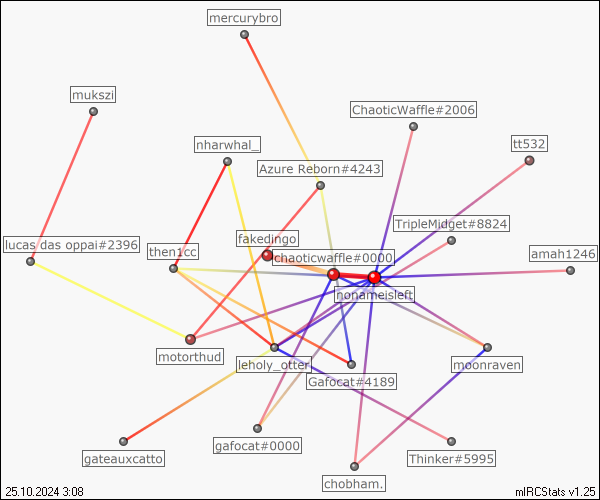 mercurybro
mukszi
ChaoticWaffle#2006
nharwhal_
tt532
Azure Reborn#4243
TripleMidget#8824
fakedingo
lucas das oppai#2396
then1cc
chaoticwaffle#0000
amah1246
nonameisleft
motorthud
leholy_otter
moonraven
Gafocat#4189
gafocat#0000
gateauxcatto
Thinker#5995
chobham.
25.10.2024 3:08
mIRCStats v1.25